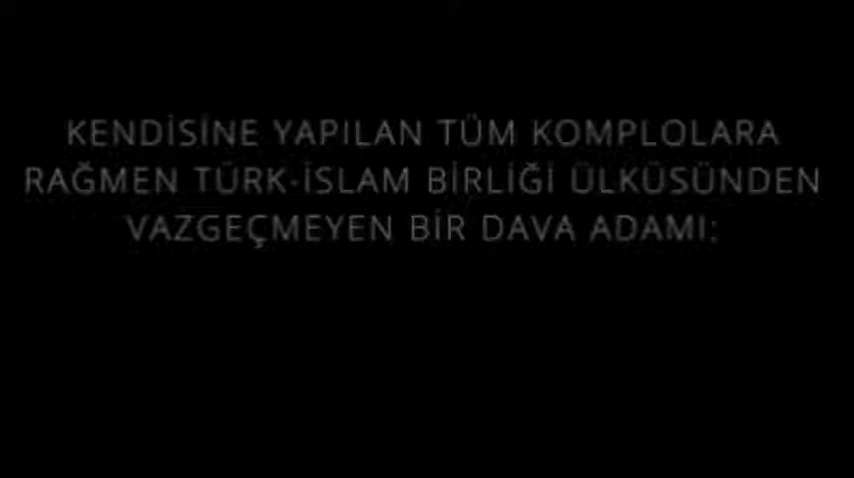 KENDİSİNE YAPILAN TÜM KOMPLOLARA
RAĞMEN TÜRK-İSLAM BİRLİĞİ ÜLKÜSÜNDEN
VAZGEÇMEYEN BİR DAVA ADAMI: